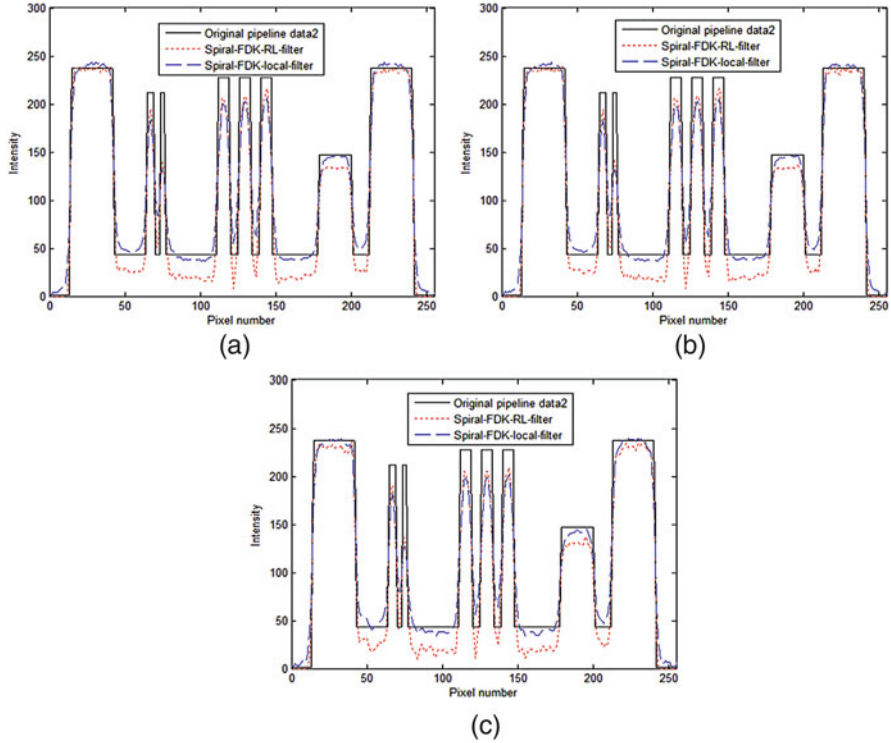 300
250
200
150
100
50
0
Intensity
Original pipeline data2
Spiral-FDK-RL-filter
Spiral-FDK-local-filter
0 50 100 150 200 250
Pixel number
(a)
300
250
200
150
100
50
0
Intensity
Original pipeline data2
Spiral-FDK-RL-filter
Spiral-FDK-local-filter
0 50 100 150 200 250
Pixel number
(b)
300
250
200
150
100
50
0
Intensity
Original pipeline data2
Spiral-FDK-RL-filter
Spiral-FDK-local-filter
0 50 100 150 200 250
Pixel number
(c)